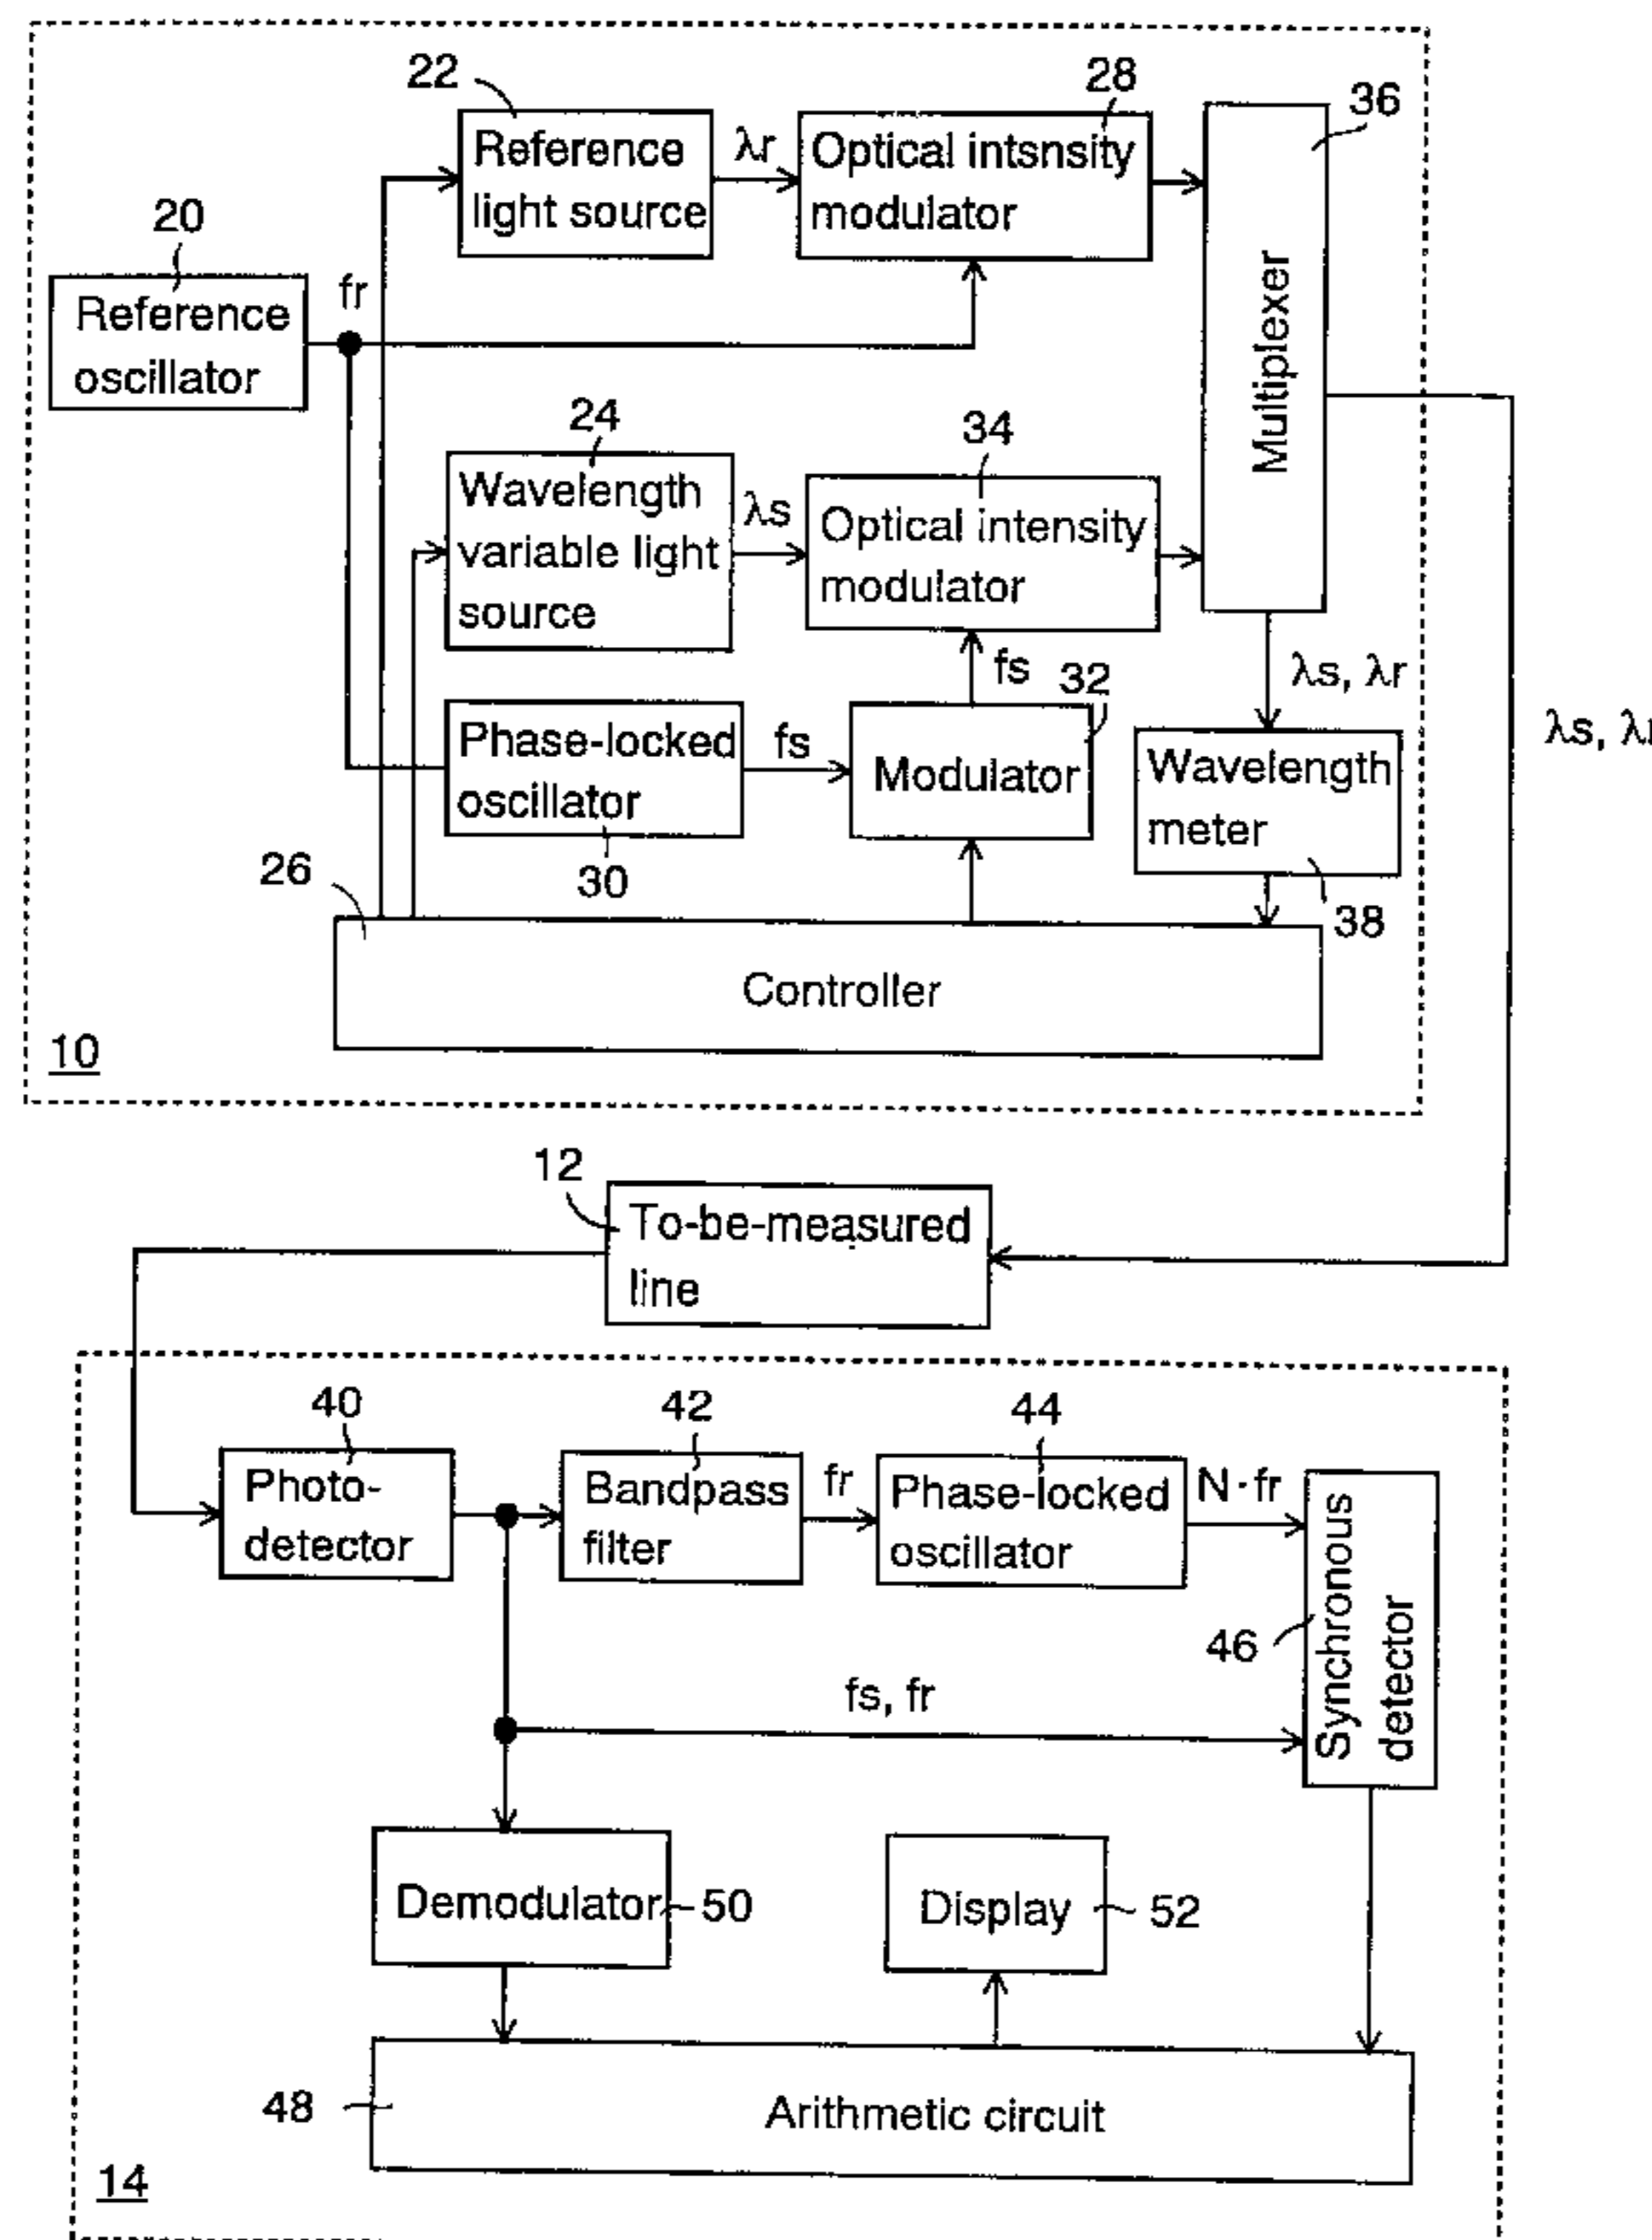 22
28
36
Reference
light source
λr
Optical intsnsity
modulator
20
fr
Reference
oscillator
Multiplexer
24
34
Wavelength
variable light
source
λs
Optical intensity
modulator
fs
32
λs, λr
λs, λr
Phase-locked
oscillator
fs
Modulator
Wavelength
meter
26
30
38
Controller
10
12
To-be-measured
line
40
42
44
Photo-
detector
Bandpass
filter
fr
Phase-locked
oscillator
N·fr
Synchronous
detector
46
fs, fr
Demodulator
50
Display
52
48
Arithmetic circuit
14